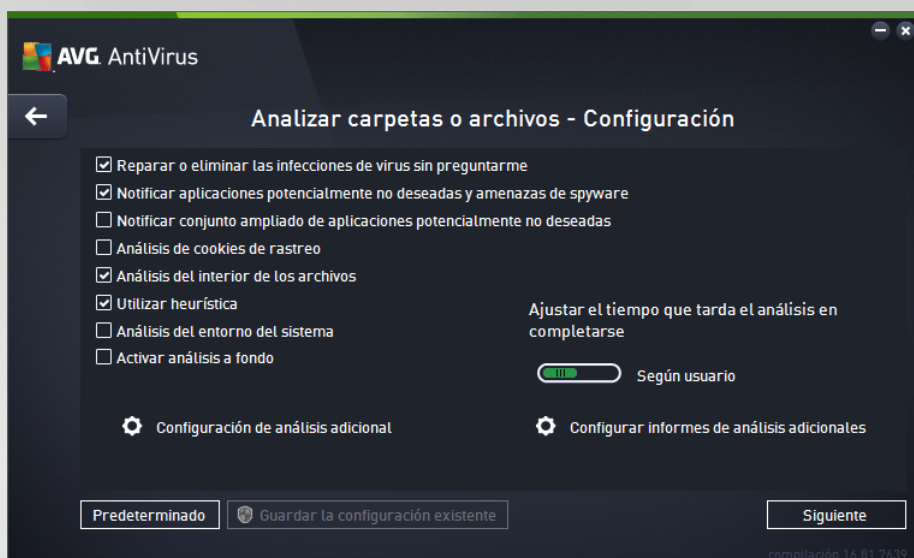 AVG. AntiVirus
Analizar carpetas o archivos - Configuración
Reparar o eliminar las infecciones de virus sin preguntarme
Notificar aplicaciones potencialmente no deseadas y amenazas de spyware
Notificar conjunto ampliado de aplicaciones potencialmente no deseadas
Análisis de cookies de rastreo
Análisis del interior de los archivos
Utilizar heurística
Análisis del entorno del sistema
Activar análisis a fondo
Ajustar el tiempo que tarda el análisis en
completarse
Según usuario
Configuración de análisis adicional
Configurar informes de análisis adicionales
Predeterminado
Guardar la configuración existente
Siguiente
compilación 16.81.7639